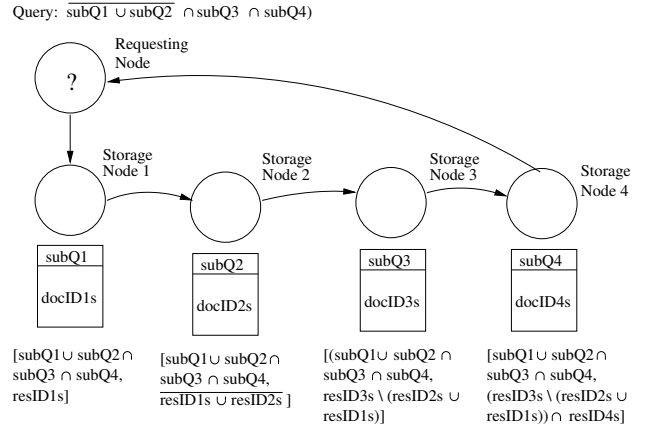 Query: subQ1 ∪ subQ2 ∩ subQ3 ∩ subQ4)
Requesting
Node
?
Storage
Node 1
Storage
Node 2
Storage
Node 3
Storage
Node 4
subQ1
docID1s
subQ2
docID2s
subQ3
docID3s
subQ4
docID4s
[subQ1∪ subQ2∩
subQ3 ∩ subQ4,
resID1s]
[subQ1∪ subQ2∩
subQ3 ∩ subQ4,
resID1s ∪ resID2s ]
[(subQ1∪ subQ2 ∩
subQ3 ∩ subQ4,
resID3s \ (resID2s ∪
resID1s)]
[subQ1∪ subQ2∩
subQ3 ∩ subQ4,
(resID3s \ (resID2s ∪
resID1s)) ∩ resID4s]